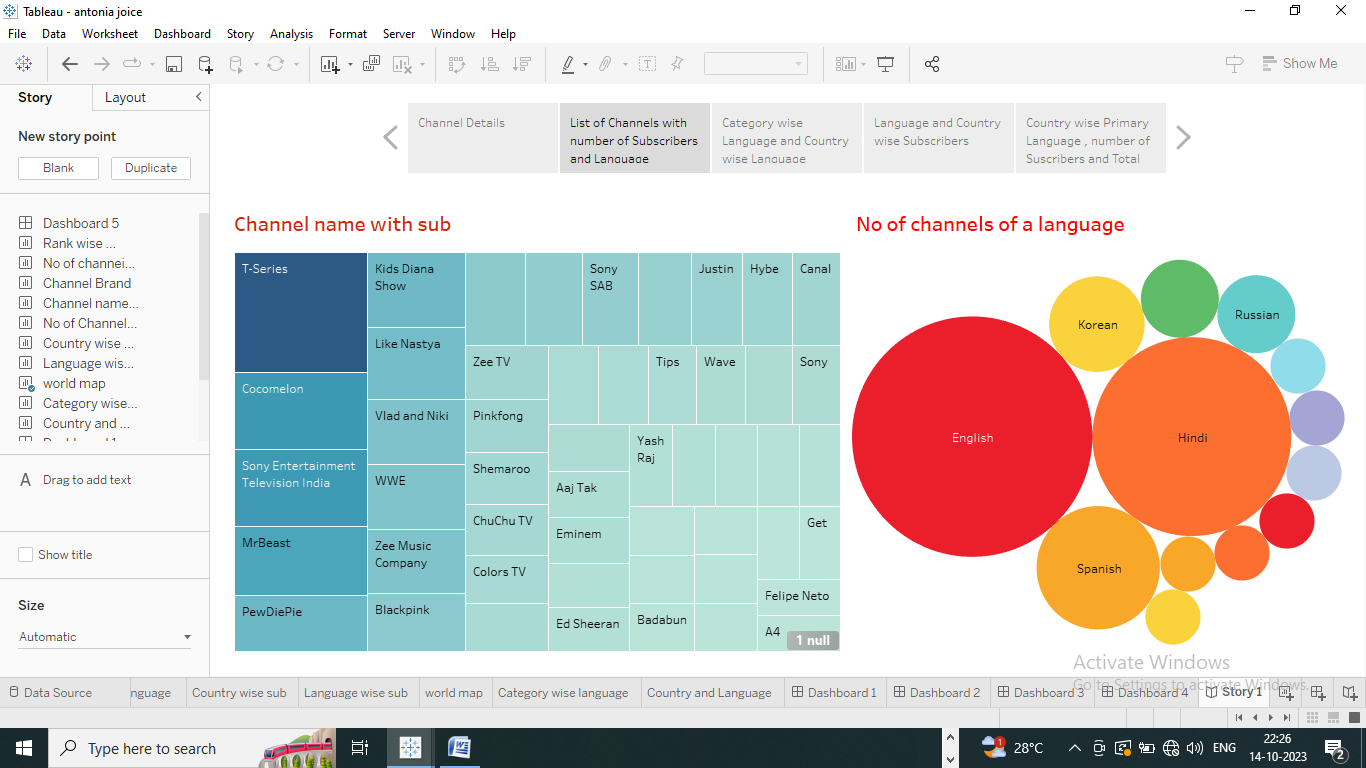 Tableau - antonia joice
File Data Worksheet Dashboard Story Analysis Format Server Window Help
Show Me
Story Layout
New story point
Blank Duplicate
Dashboard 5
Rank wise ...
No of channei...
Channel Brand
Channel name...
No of Channel...
Country wise ...
Language wis...
world map
Category wise...
Country and ...
Drag to add text
Show title
Size
Automatic
Channel Details
List of Channels with
number of Subscribers
and Language
Category wise
Language and Country
wise Language
Language and Country
wise Subscribers
Country wise Primary
Language , number of
Suscribers and Total
Channel name with sub
T-Series
Cocomelon
Sony Entertainment
Television India
MrBeast
PewDiePie
Kids Diana
Show
Like Nastya
Vlad and Niki
WWE
Zee Music
Company
Blackpink
Sony
SAB
Justin
Hybe
Canal
Zee TV
Tips
Wave
Sony
Pinkfong
Shemaroo
ChuChu TV
Colors TV
Yash
Raj
Aaj Tak
Eminem
Ed Sheeran
Badabun
Get
Felipe Neto
A4
1 null
No of channels of a language
Korean
Russian
English
Hindi
Spanish
Activate Windows
Go to Settings to activate Windows.
Data Source
nguage
Country wise sub
Language wise sub
world map
Category wise language
Country and Language
Dashboard 1
Dashboard 2
Dashboard 3
Dashboard 4
Story 1
Type here to search
1
28°C
ENG
22:26
14-10-2023
2